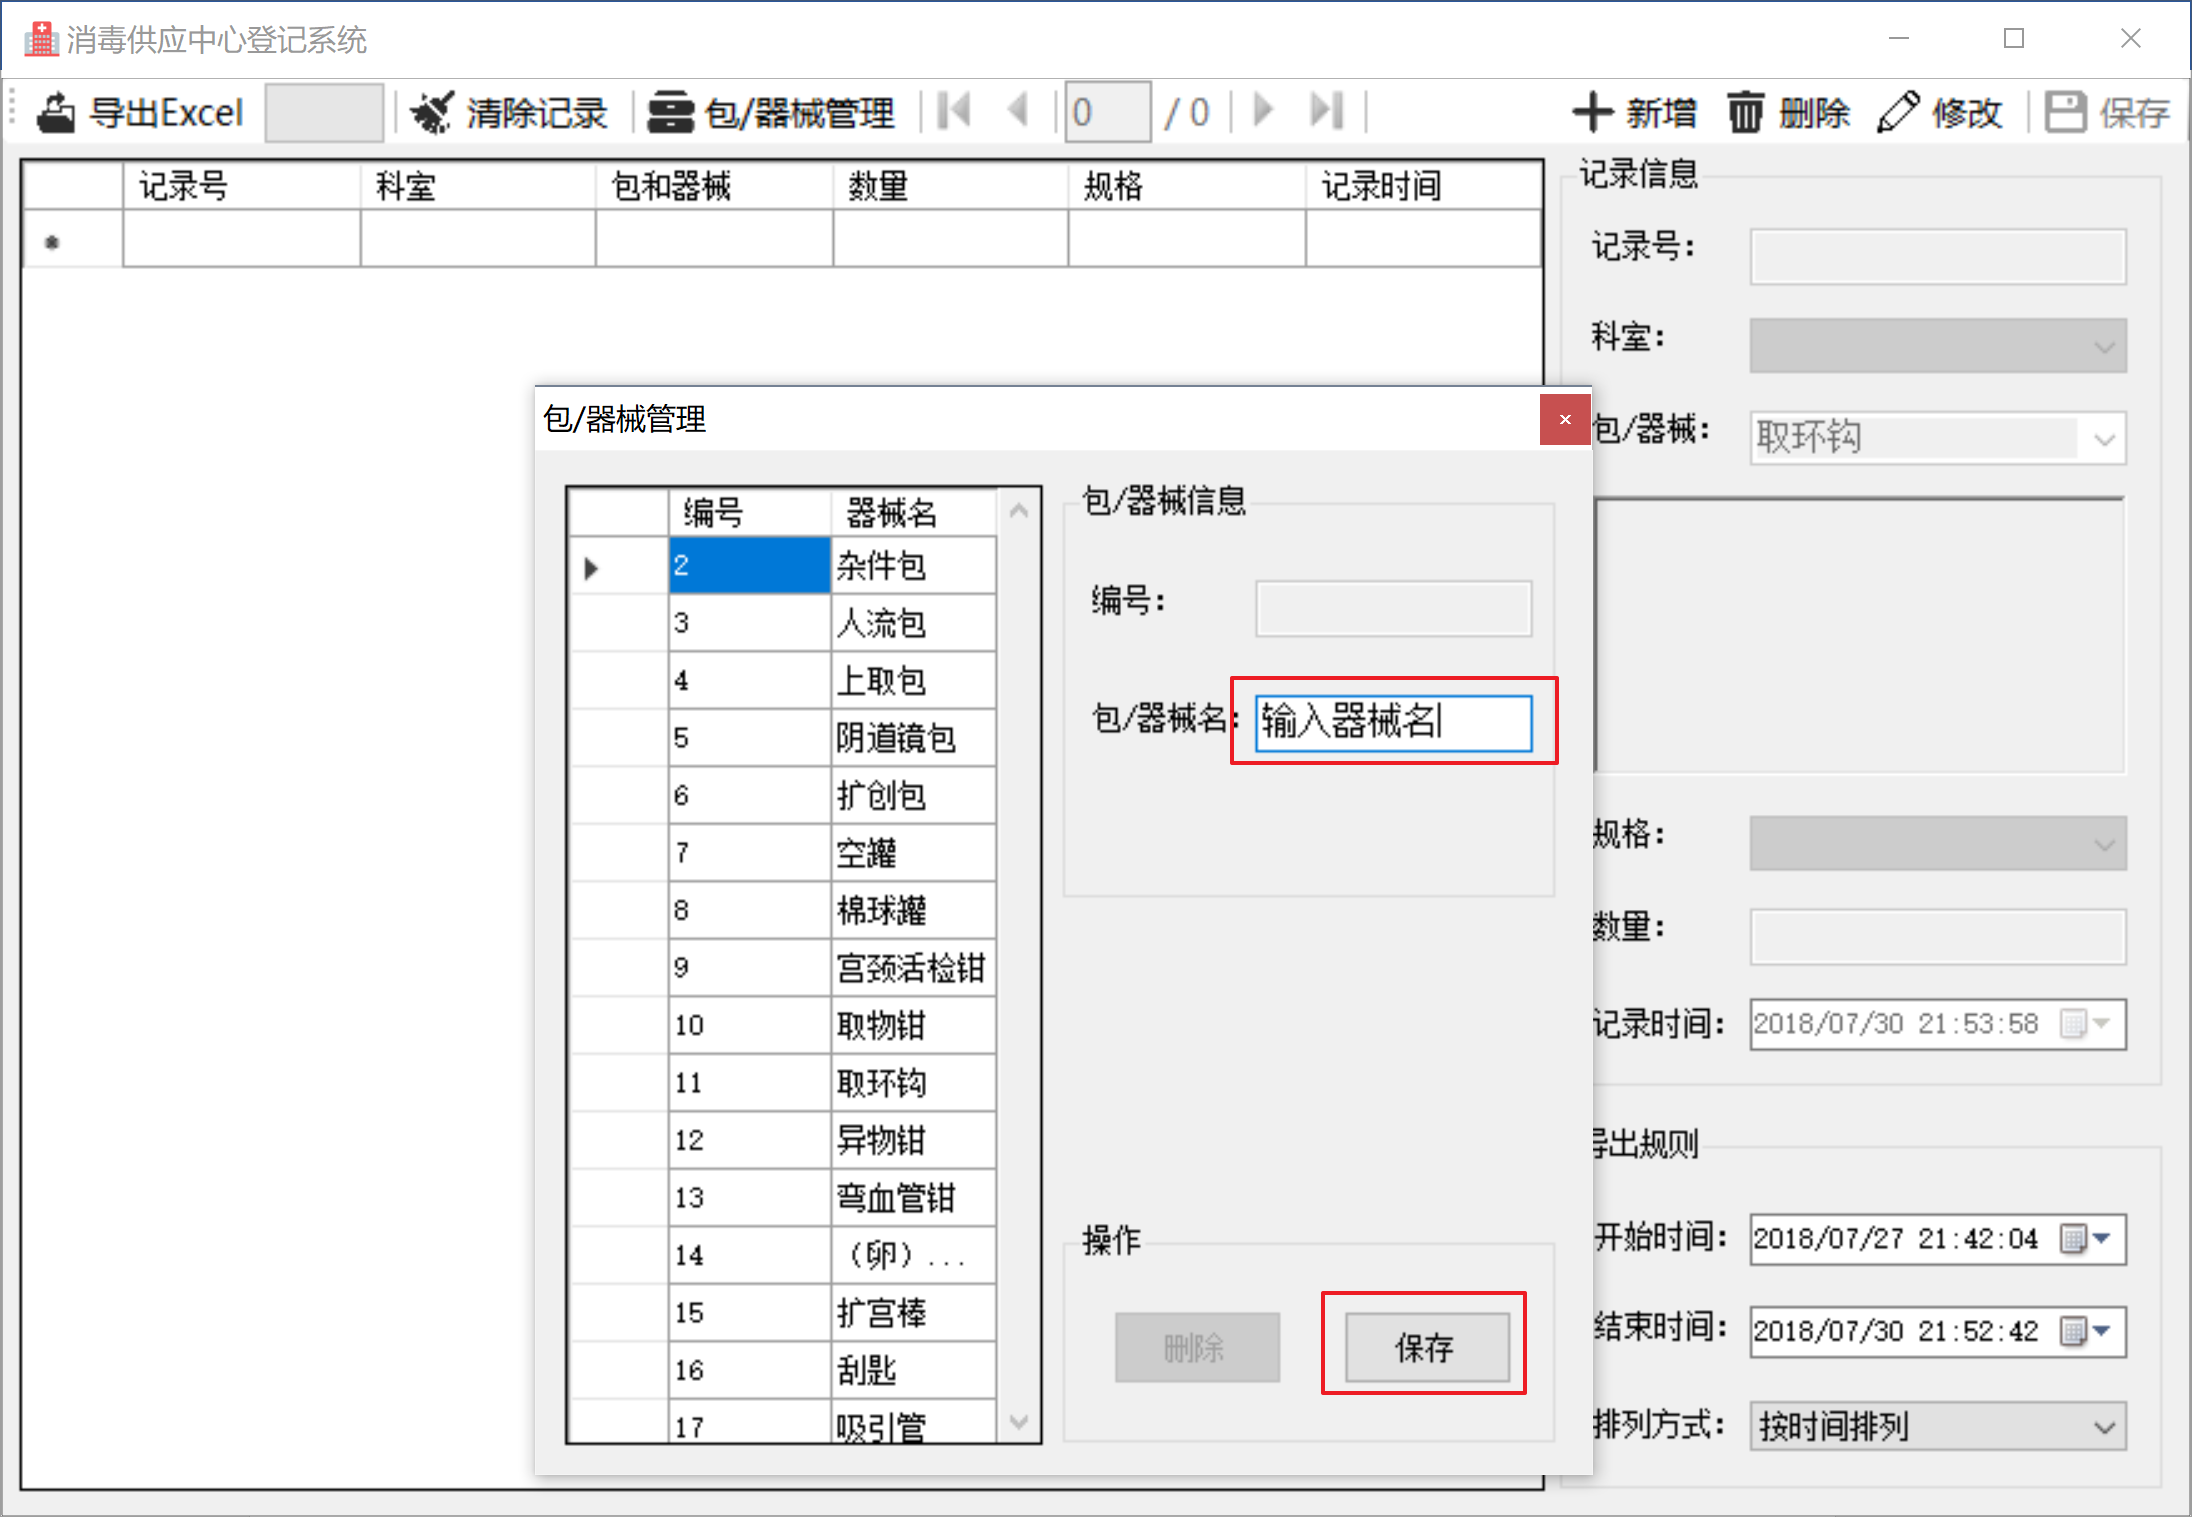 消毒供应中心登记系统
导出Excel 清除记录 包/器械管理 0 / 0 新增 删除 修改 保存
记录号 科室 包和器械 数量 规格 记录时间
记录信息
记录号：
科室：
包/器械： 取环钩
规格：
数量：
记录时间： 2018/07/30 21:53:58
导出规则
开始时间： 2018/07/27 21:42:04
结束时间： 2018/07/30 21:52:42
排列方式： 按时间排列
包/器械管理
编号 器械名
2 杂件包
3 人流包
4 上取包
5 阴道镜包
6 扩创包
7 空罐
8 棉球罐
9 宫颈活检钳
10 取物钳
11 取环钩
12 异物钳
13 弯血管钳
14 （卵）...
15 扩宫棒
16 刮匙
17 吸引管
包/器械信息
编号：
包/器械名： 输入器械名
操作
删除 保存